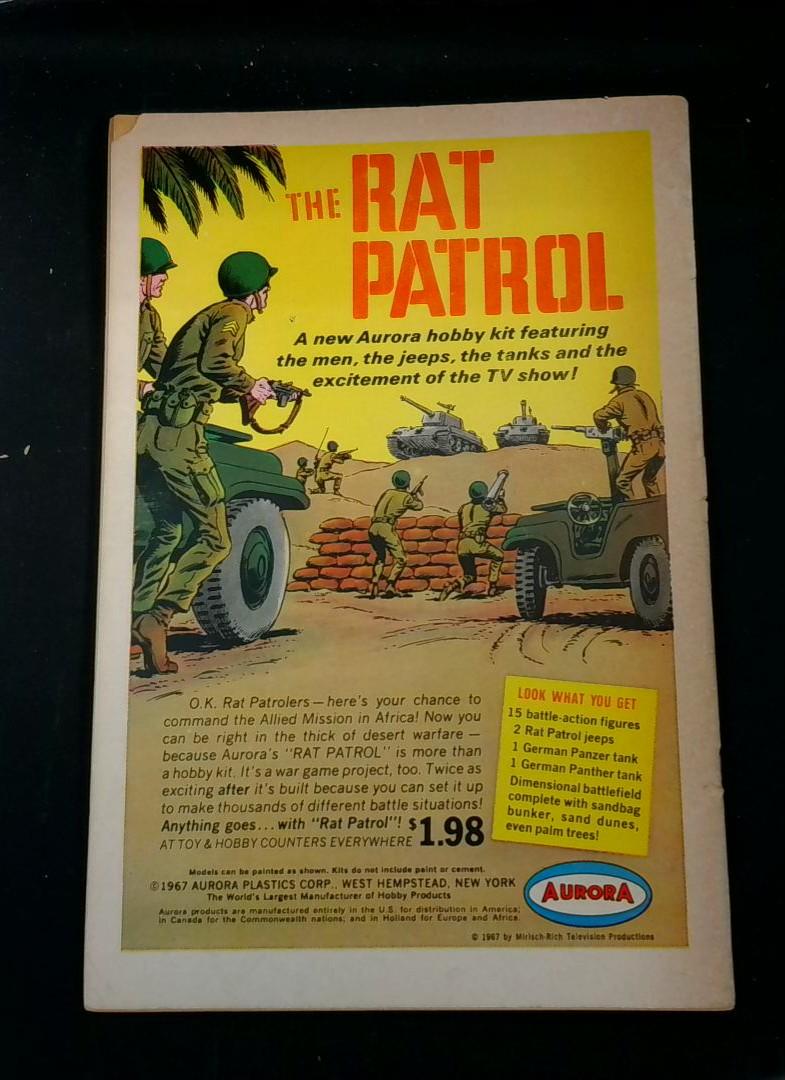 THE RAT
PATROL
A new Aurora hobby kit featuring
the men, the jeeps, the tanks and the
excitement of the TV show!
O.K. Rat Patrolers — here's your chance to
command the Allied Mission in Africa! Now you
can be right in the thick of desert warfare —
because Aurora's "RAT PATROL" is more than
a hobby kit. It's a war game project, too. Twice as
exciting after it's built because you can set it up
to make thousands of different battle situations!
Anything goes... with "Rat Patrol"! $1.98
AT TOY & HOBBY COUNTERS EVERYWHERE
LOOK WHAT YOU GET
15 battle-action figures
2 Rat Patrol jeeps
1 German Panzer tank
1 German Panther tank
Dimensional battlefield
complete with sandbag
bunker, sand dunes,
even palm trees!
Models can be painted as shown. Kits do not include paint or cement.
©1967 AURORA PLASTICS CORP., WEST HEMPSTEAD, NEW YORK
The World's Largest Manufacturer of Hobby Products
Aurora products are manufactured entirely in the U.S. for distribution in America;
in Canada for the Commonwealth nations; and in Holland for Europe and Africa.
AURORA
© 1967 by Mirisch-Rich Television Productions